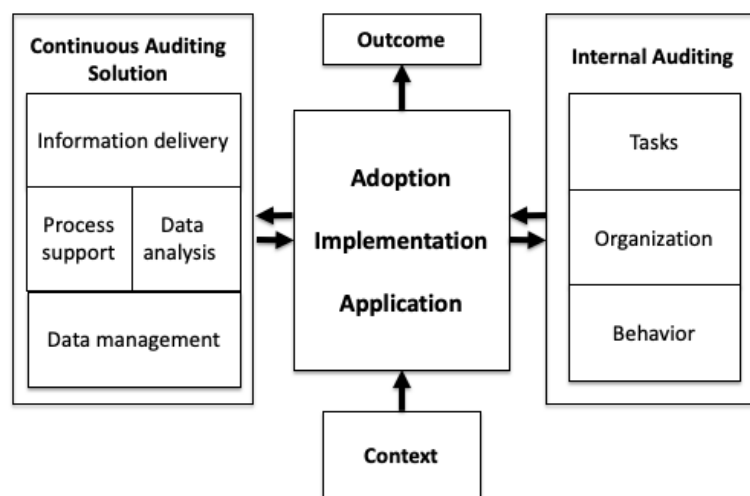 Continuous Auditing
Solution
Information delivery
Process
support
Data
analysis
Data management
Outcome
Adoption
Implementation
Application
Context
Internal Auditing
Tasks
Organization
Behavior